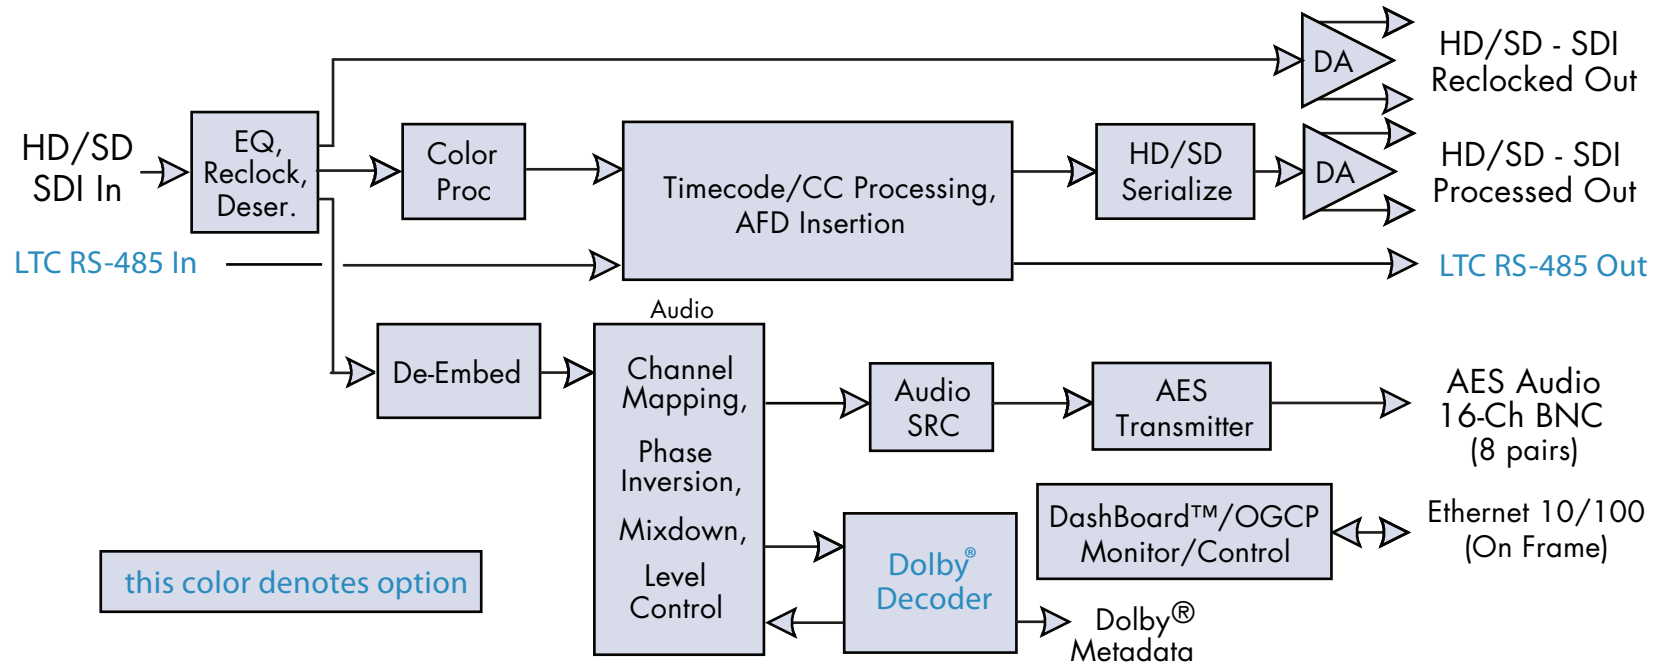 HD/SD
SDI In
EQ,
Reclock,
Deser.
Color
Proc
Timecode/CC Processing,
AFD Insertion
HD/SD
Serialize
DA
HD/SD - SDI
Reclocked Out
DA
HD/SD - SDI
Processed Out
LTC RS-485 In
LTC RS-485 Out
De-Embed
Audio
Channel
Mapping,
Phase
Inversion,
Mixdown,
Level
Control
Audio
SRC
AES
Transmitter
AES Audio
16-Ch BNC
(8 pairs)
DashBoard™/OGCP
Monitor/Control
Ethernet 10/100
(On Frame)
Dolby®
Decoder
Dolby®
Metadata
this color denotes option